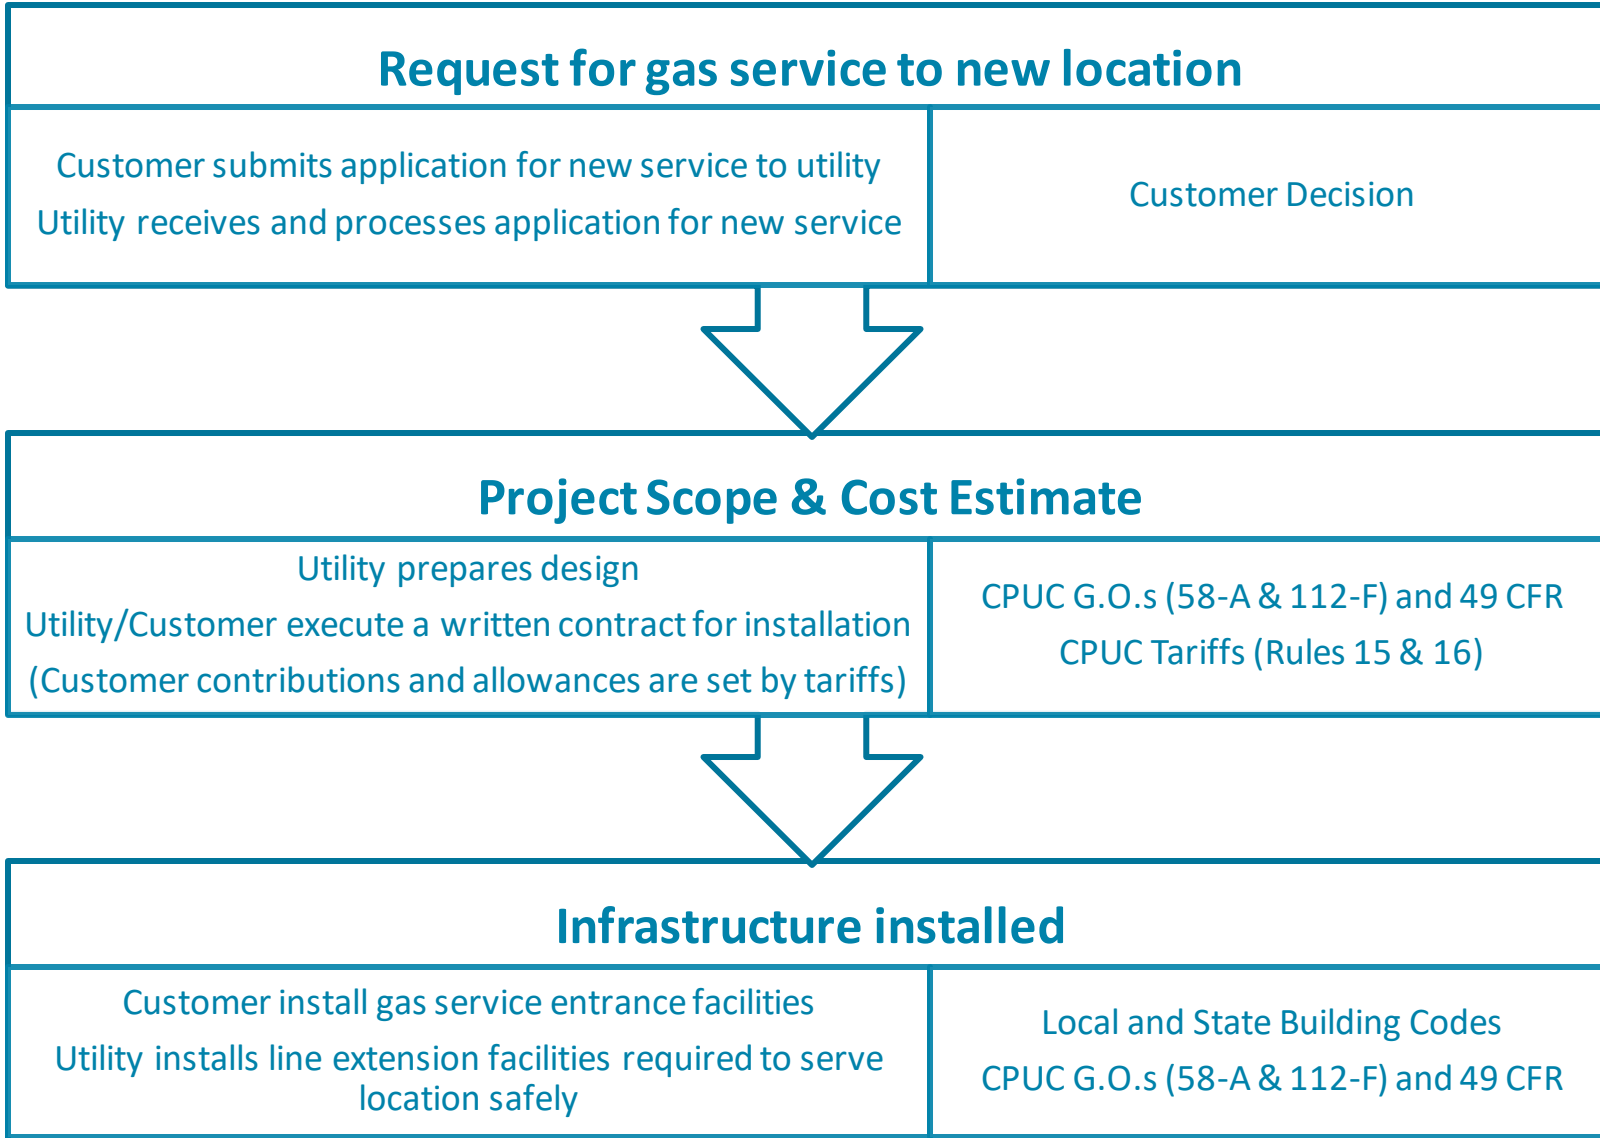 Request for gas service to new location
Customer submits application for new service to utility
Utility receives and processes application for new service
Customer Decision
Project Scope & Cost Estimate
Utility prepares design
Utility/Customer execute a written contract for installation
(Customer contributions and allowances are set by tariffs)
CPUC G.O.s (58-A & 112-F) and 49 CFR
CPUC Tariffs (Rules 15 & 16)
Infrastructure installed
Customer install gas service entrance facilities
Utility installs line extension facilities required to serve
location safely
Local and State Building Codes
CPUC G.O.s (58-A & 112-F) and 49 CFR